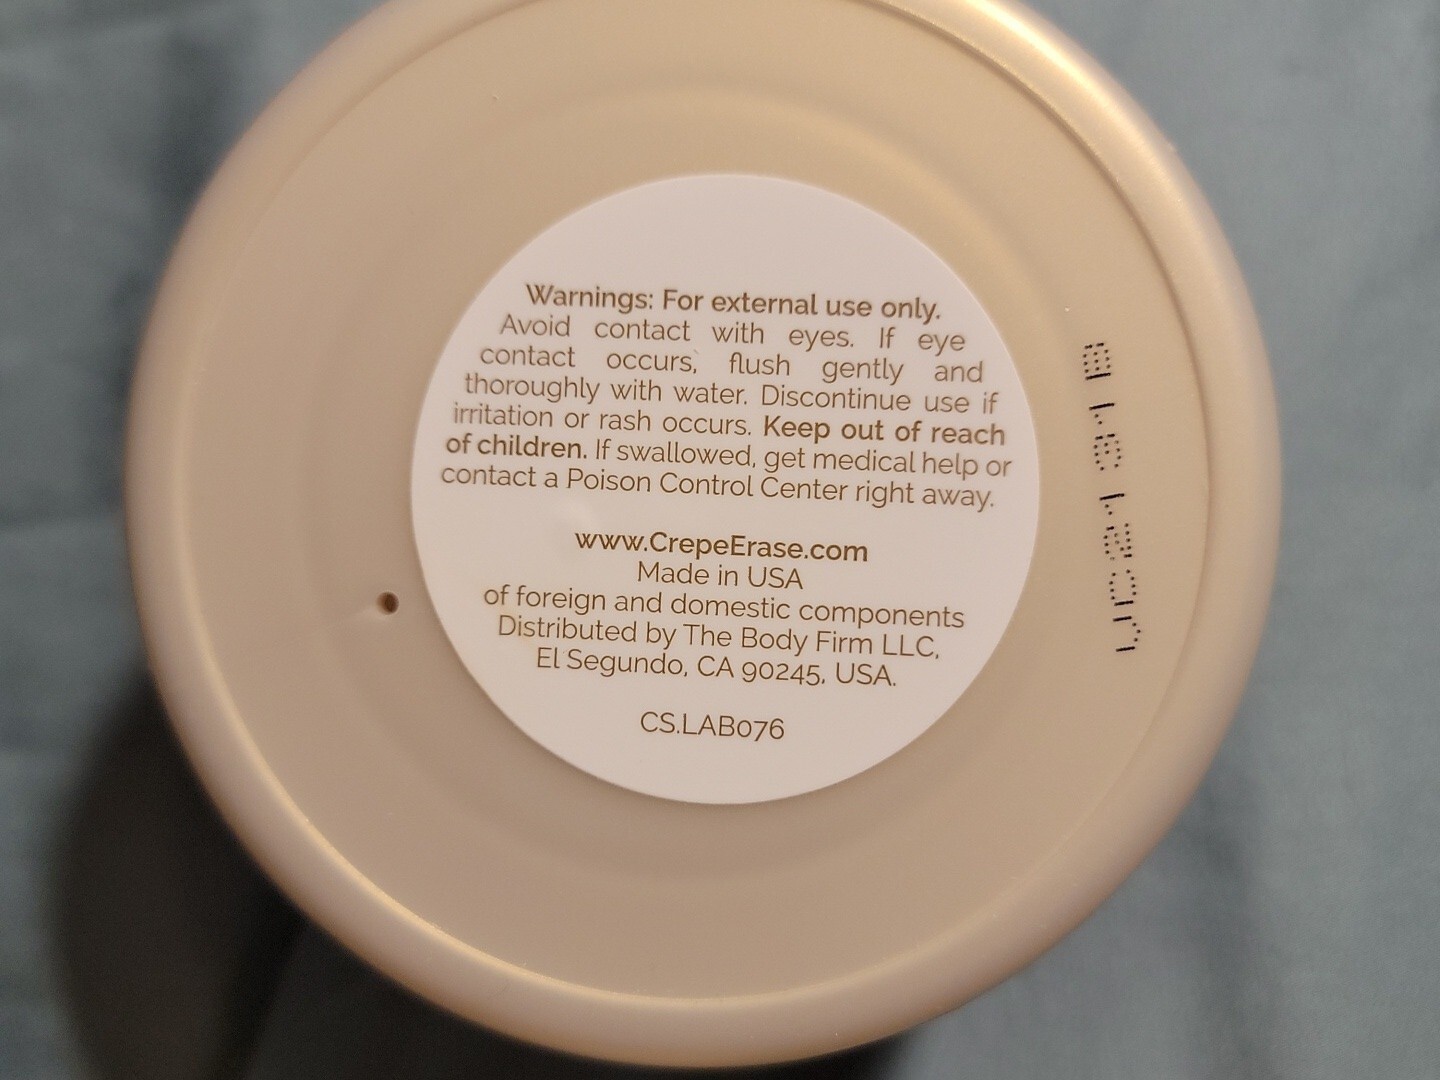 Warnings: For external use only.
Avoid contact with eyes. If eye
contact occurs, flush gently and
thoroughly with water. Discontinue use if
irritation or rash occurs. Keep out of reach
of children. If swallowed, get medical help or
contact a Poison Control Center right away.
www.CrepeErase.com
Made in USA
of foreign and domestic components
Distributed by The Body Firm LLC,
El Segundo, CA 90245, USA.
CS.LAB076